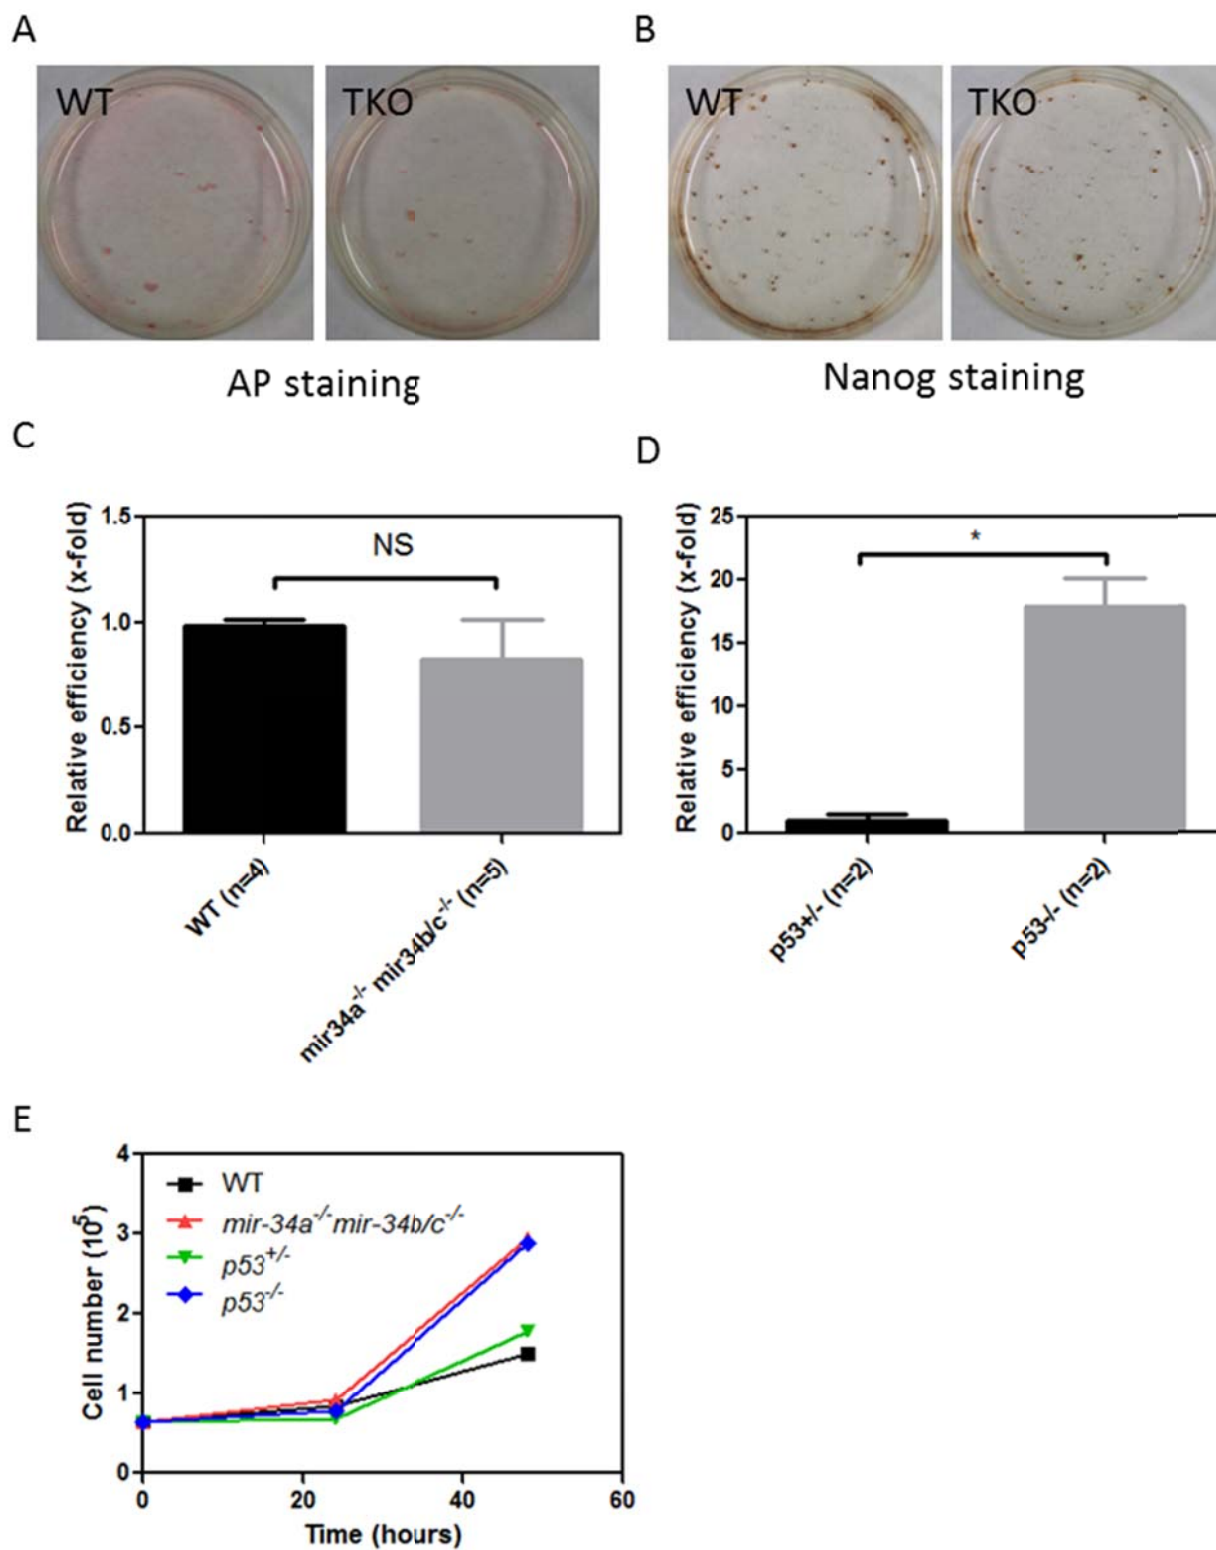 A
B
WT
TKO
WT
TKO
AP staining
Nanog staining
C
D
Relative efficiency (x-fold)
1.5
1.0
0.5
0.0
NS
WT (n=4)
mir34a-/- mir34b/c-/- (n=5)
Relative efficiency (x-fold)
25
20
15
10
5
0
*
p53+/- (n=2)
p53-/- (n=2)
E
Cell number (10^5)
4
3
2
1
0
WT
mir-34a-/-mir-34b/c-/-
p53+/-
p53-/-
0 20 40 60
Time (hours)